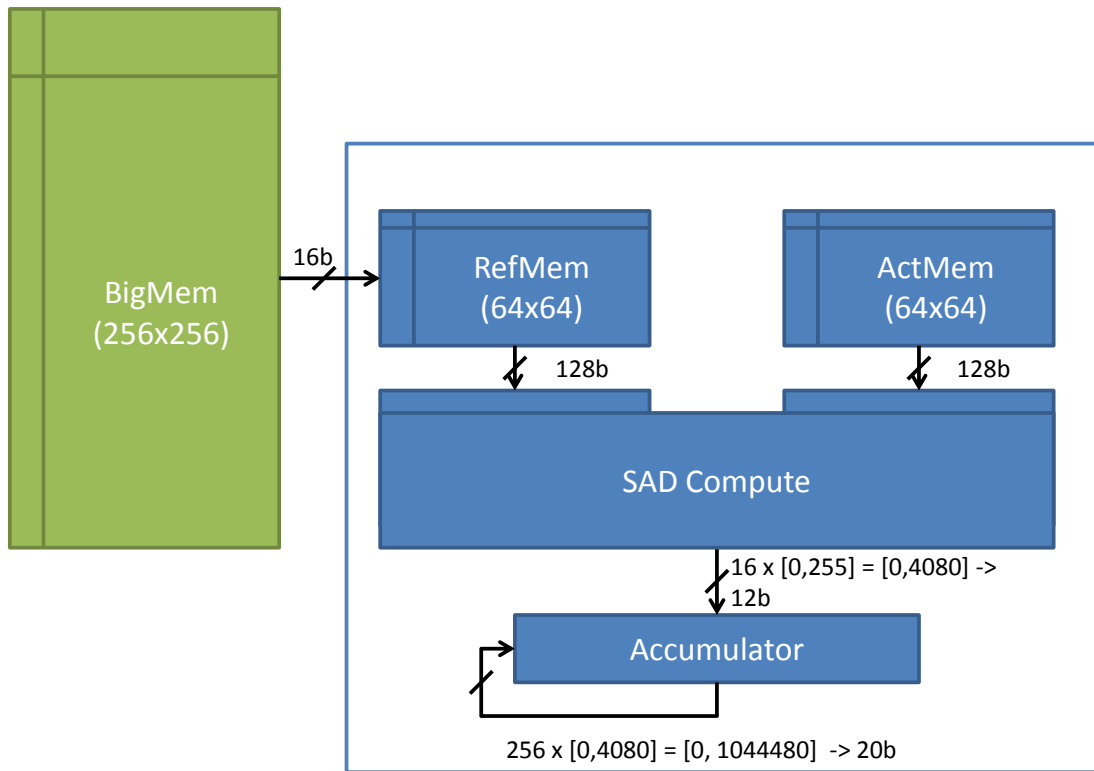 BigMem
(256x256)
16b
RefMem
(64x64)
ActMem
(64x64)
128b
128b
SAD Compute
16 x [0,255] = [0,4080] ->
12b
Accumulator
256 x [0,4080] = [0, 1044480]  -> 20b